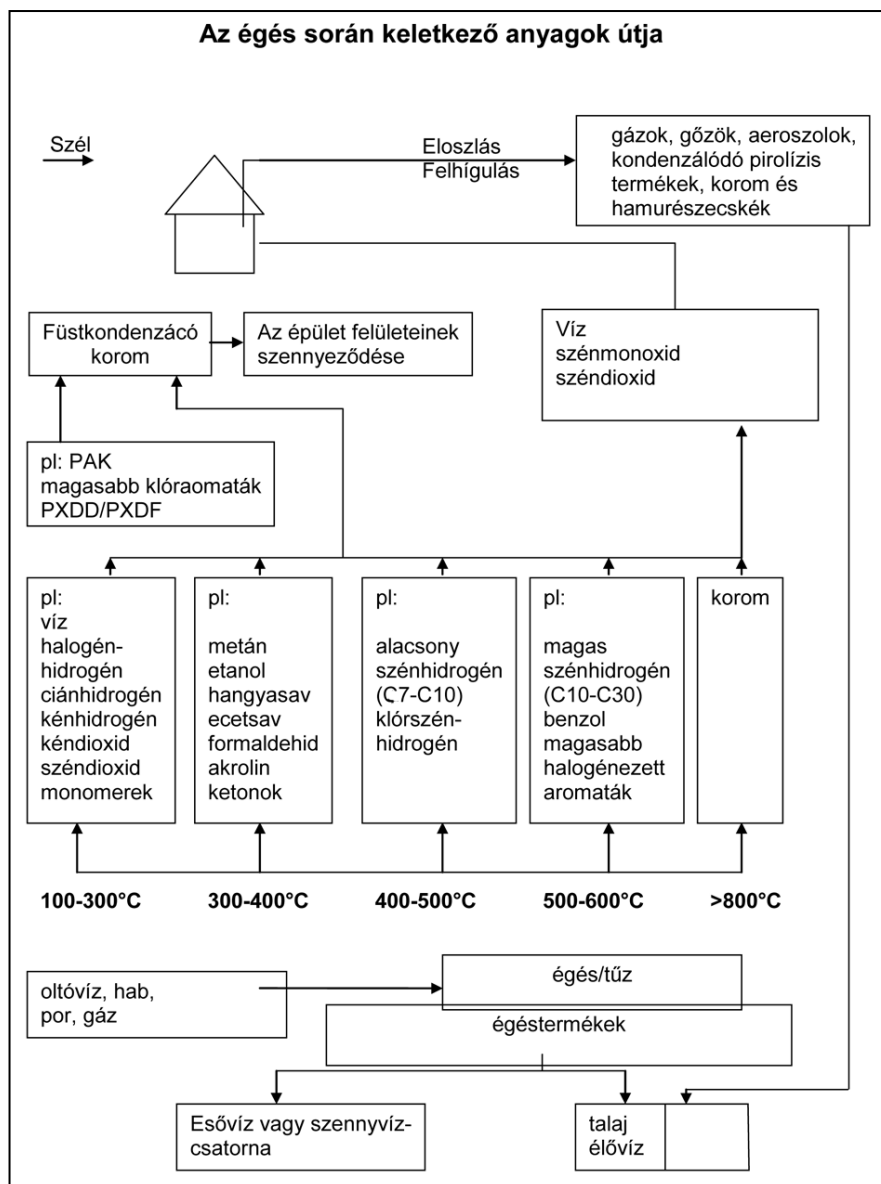 Az égés során keletkező anyagok útja
Szél
Eloszlás
Felhígulás
gázok, gőzök, aeroszolok,
kondenzálódó pirolízis
termékek, korom és
hamurészecskék
Füstkondenzácó
korom
Az épület felületeinek
szennyeződése
Víz
szénmonoxid
széndioxid
pl: PAK
magasabb klóraomaták
PXDD/PXDF
pl:
víz
halogén-
hidrogén
ciánhidrogén
kénhidrogén
kéndioxid
széndioxid
monomerek
pl:
metán
etanol
hangyasav
ecetsav
formaldehid
akrolin
ketonok
pl:
alacsony
szénhidrogén
(C7-C10)
klórszén-
hidrogén
pl:
magas
szénhidrogén
(C10-C30)
benzol
magasabb
halogénezett
aromaták
korom
100-300°C
300-400°C
400-500°C
500-600°C
>800°C
oltóvíz, hab,
por, gáz
égés/tűz
égéstermékek
Esővíz vagy szennyvíz-
csatorna
talaj
élővíz